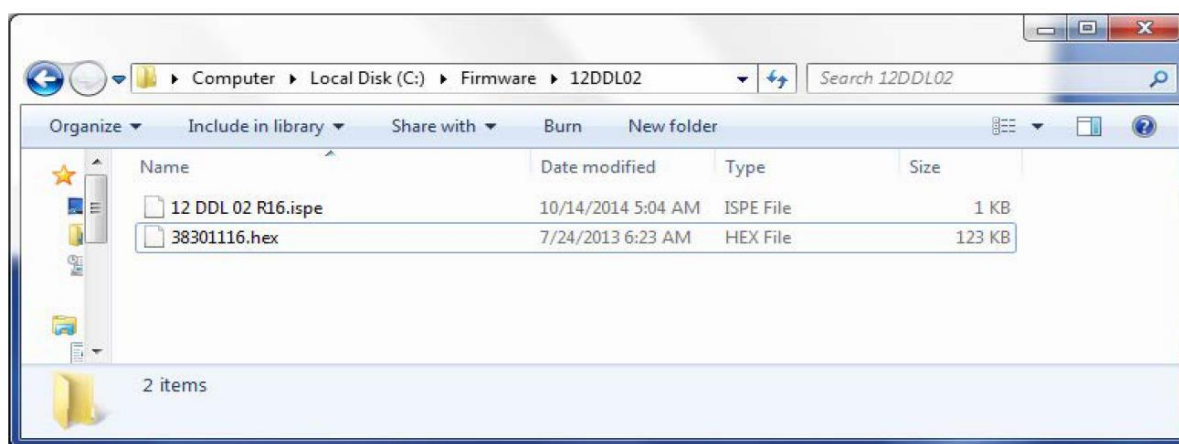 Computer Local Disk (C:) Firmware 12DDL02 Search 12DDL02
Organize Include in library Share with Burn New folder
Name Date modified Type Size
12 DDL 02 R16.ispe 10/14/2014 5:04 AM ISPE File 1 KB
38301116.hex 7/24/2013 6:23 AM HEX File 123 KB
2 items